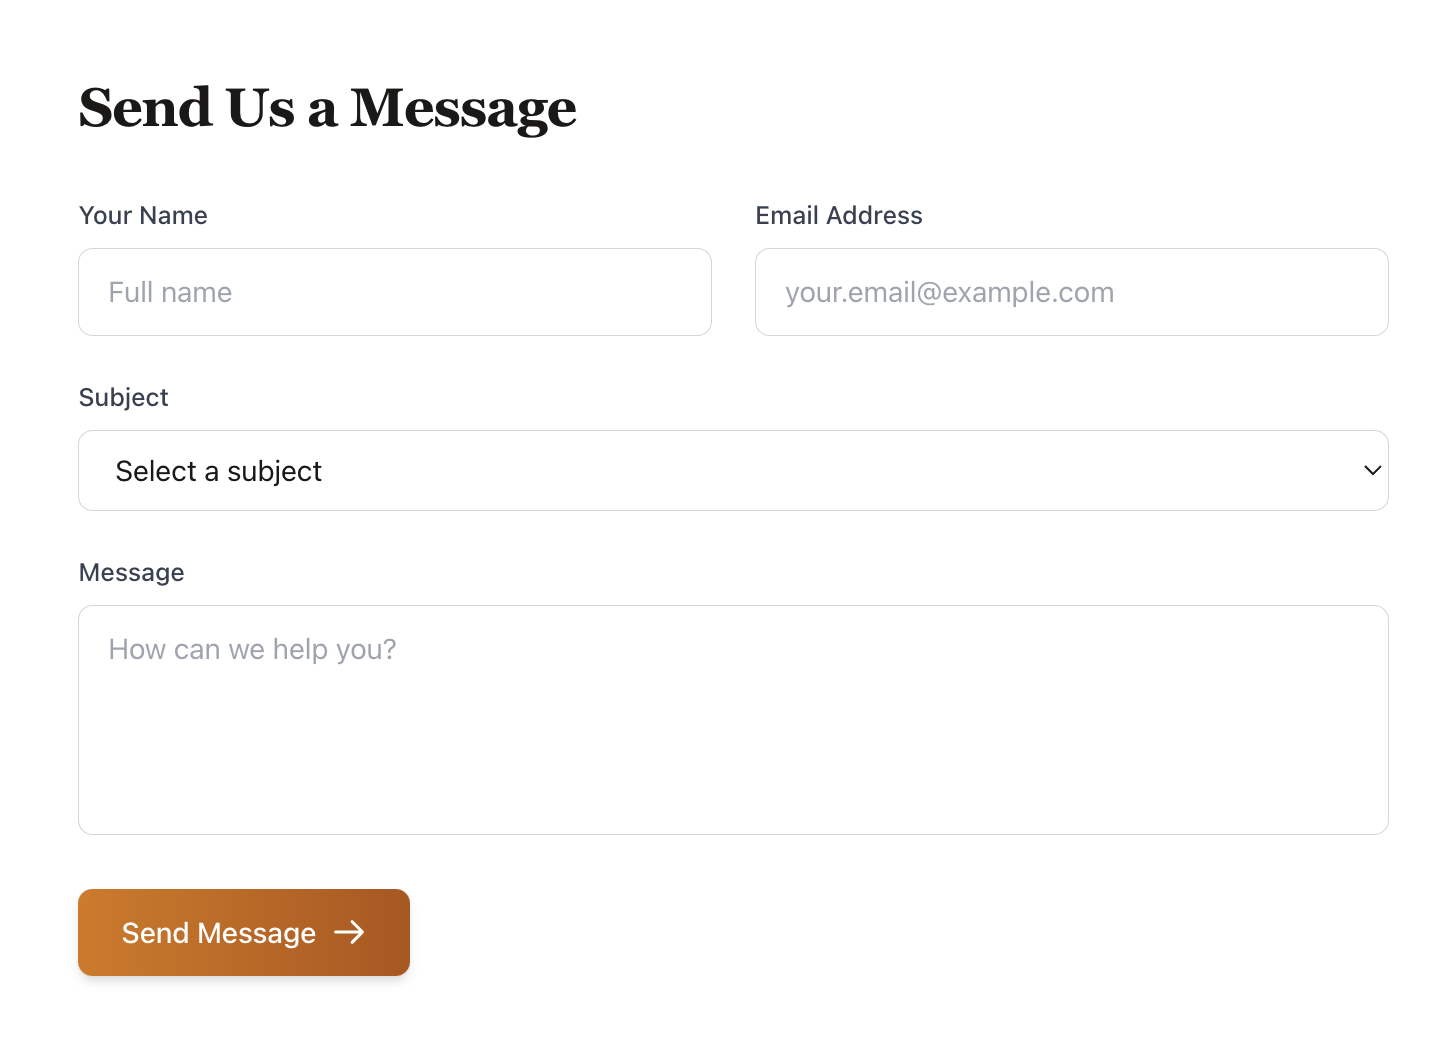 Send Us a Message
Your Name
Email Address
Full name
your.email@example.com
Subject
Select a subject
Message
How can we help you?
Send Message